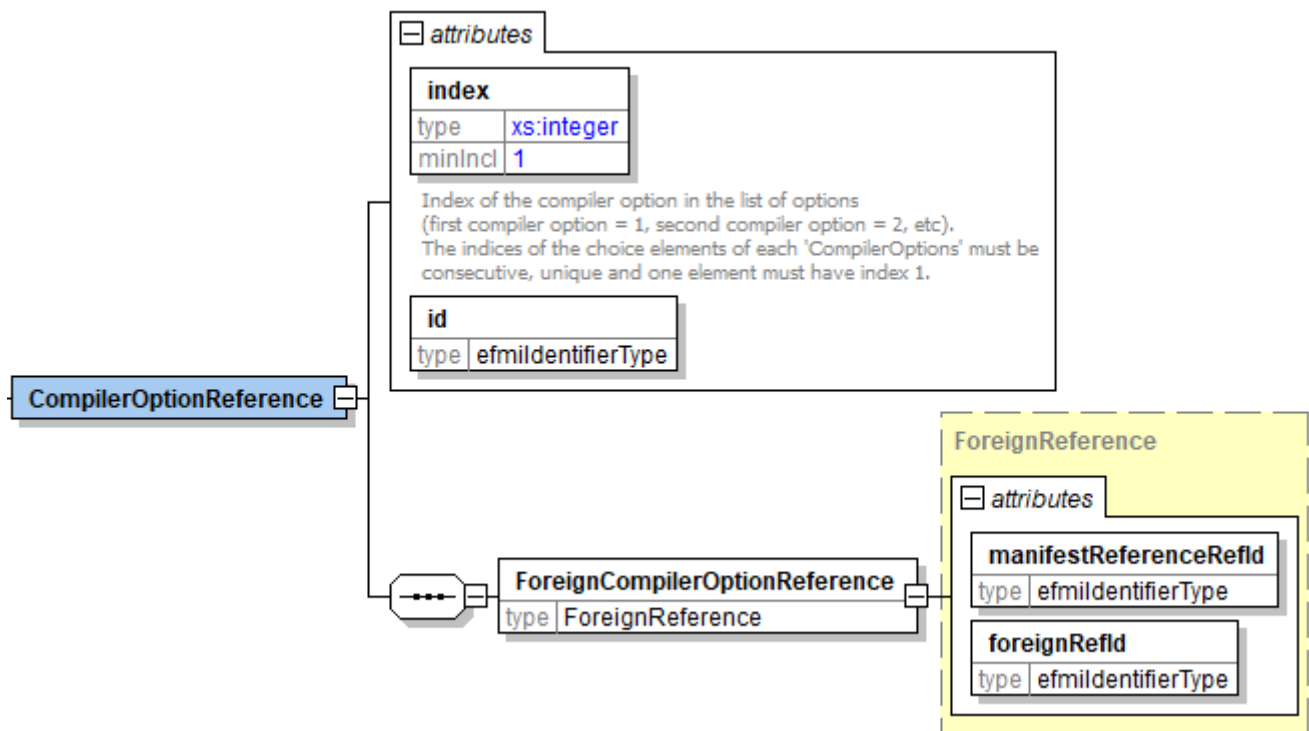 attributes
index
type xs:integer
minIncl 1
Index of the compiler option in the list of options
(first compiler option = 1, second compiler option = 2, etc).
The indices of the choice elements of each 'CompilerOptions' must be
consecutive, unique and one element must have index 1.
id
type efmiIdentifierType
CompilerOptionReference
ForeignCompilerOptionReference
type ForeignReference
ForeignReference
attributes
manifestReferenceRefId
type efmiIdentifierType
foreignRefId
type efmiIdentifierType